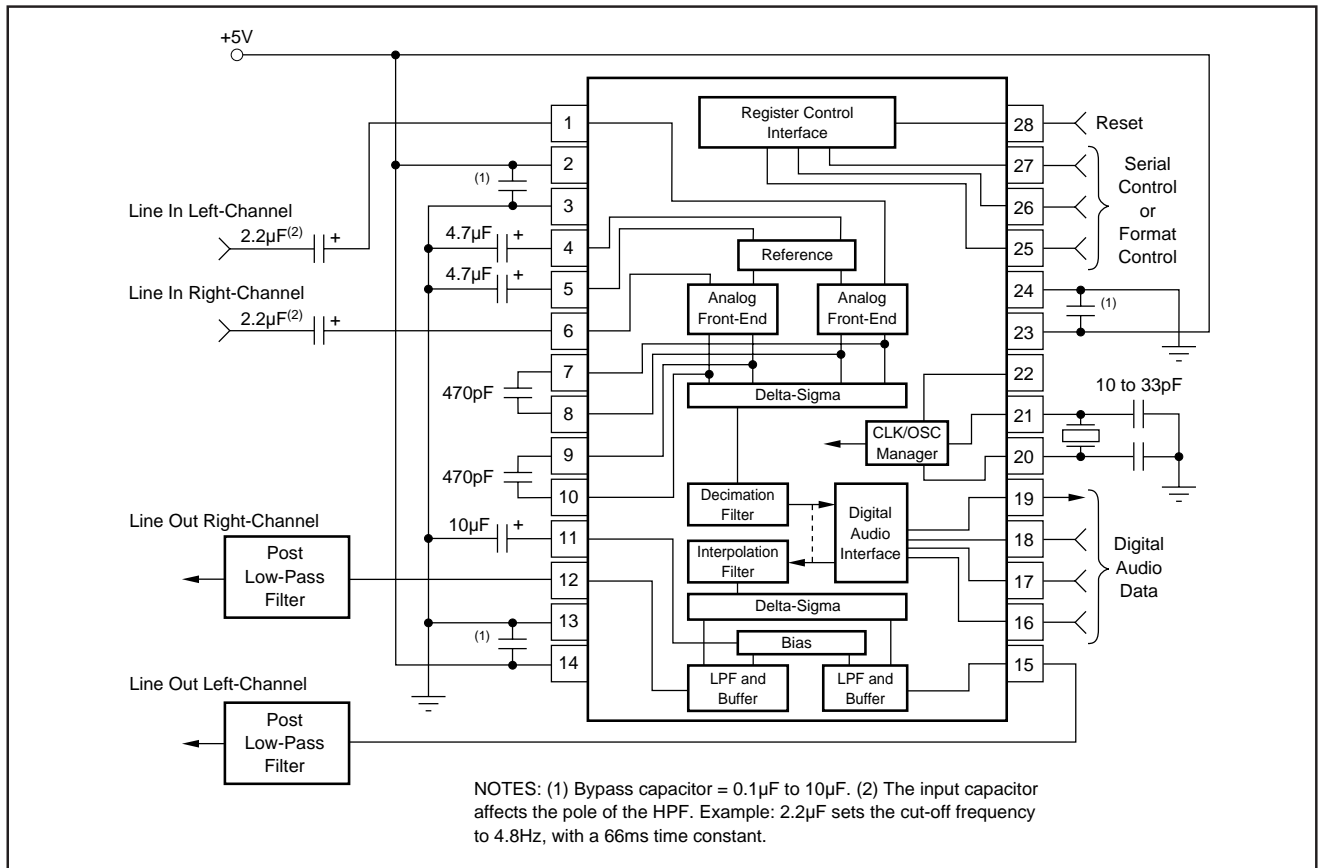 +5V
1
2
3
4
5
6
7
8
9
10
11
12
13
14
28
27
26
25
24
23
22
21
20
19
18
17
16
15
Register Control
Interface
Reset
Serial
Control
or
Format
Control
(1)
Line In Left-Channel
2.2µF(2)
+
4.7µF
+
4.7µF
+
Line In Right-Channel
2.2µF(2)
+
Reference
Analog
Front-End
Analog
Front-End
(1)
470pF
Delta-Sigma
10 to 33pF
CLK/OSC
Manager
470pF
Decimation
Filter
Digital
Audio
Interface
Interpolation
Filter
Digital
Audio
Data
10µF
+
Line Out Right-Channel
Post
Low-Pass
Filter
Delta-Sigma
(1)
Bias
LPF and
Buffer
LPF and
Buffer
Line Out Left-Channel
Post
Low-Pass
Filter
NOTES: (1) Bypass capacitor = 0.1µF to 10µF. (2) The input capacitor
affects the pole of the HPF. Example: 2.2µF sets the cut-off frequency
to 4.8Hz, with a 66ms time constant.